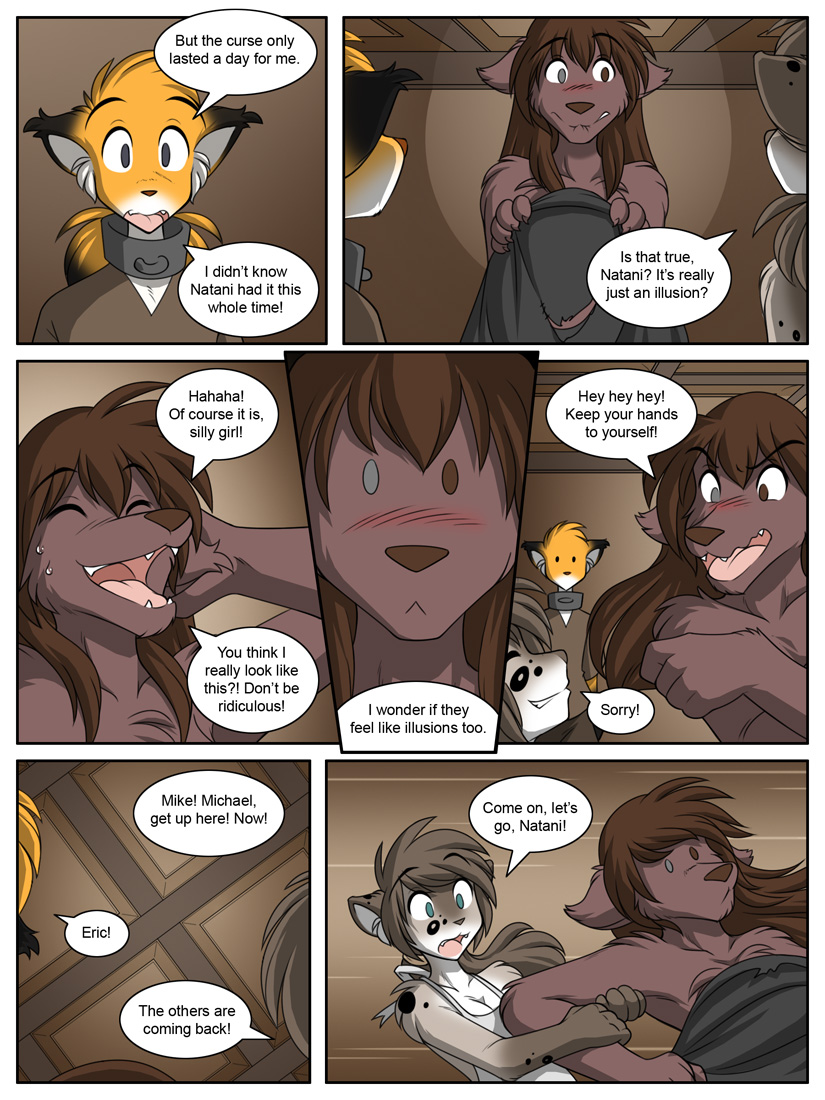 But the curse only
lasted a day for me.
I didn't know
Natani had it this
whole time!
Is that true,
Natani? It's really
just an illusion?
Hahaha!
Of course it is,
silly girl!
You think I
really look like
this?! Don't be
ridiculous!
I wonder if they
feel like illusions too.
Hey hey hey!
Keep your hands
to yourself!
Sorry!
Mike! Michael,
get up here! Now!
Eric!
The others are
coming back!
Come on, let's
go, Natani!